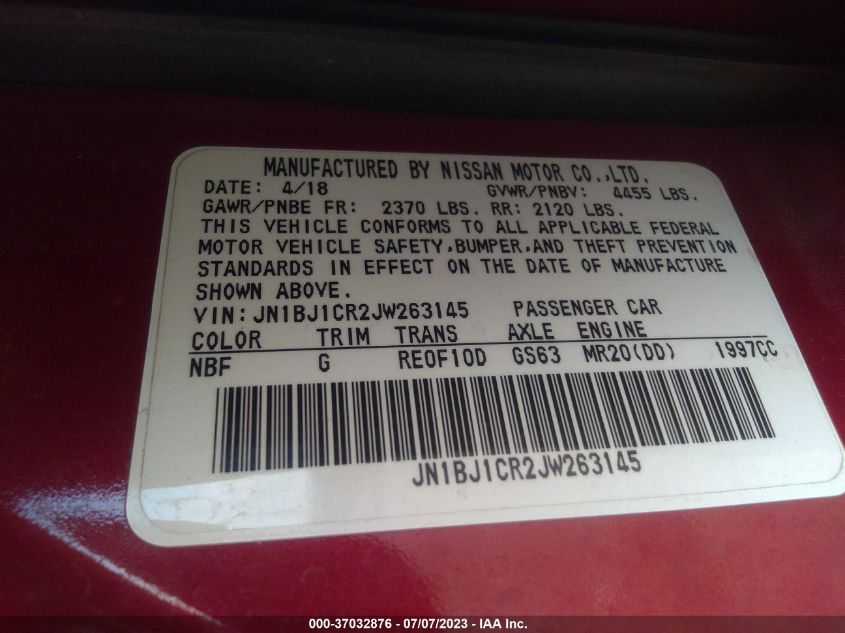 MANUFACTURED BY NISSAN MOTOR CO.,LTD.
DATE: 4/18 GVWR/PNBV: 4455 LBS.
GAWR/PNBE FR: 2370 LBS. RR: 2120 LBS.
THIS VEHICLE CONFORMS TO ALL APPLICABLE FEDERAL
MOTOR VEHICLE SAFETY,BUMPER,AND THEFT PREVENTION
STANDARDS IN EFFECT ON THE DATE OF MANUFACTURE
SHOWN ABOVE.
VIN:JN1BJ1CR2JW263145 PASSENGER CAR
COLOR TRIM TRANS AXLE ENGINE
NBF G RE0F10D GS63 MR20(DD) 1997CC
JN1BJ1CR2JW263145
000-37032876 - 07/07/2023 - IAA Inc.